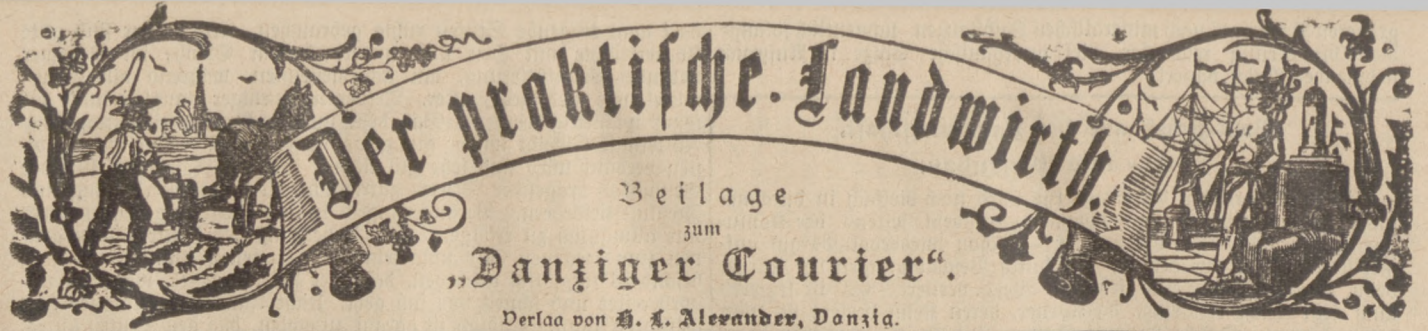 Der praktische Landwirth.
Beilage
zum
„Danziger Courier“.
Verlag von H. L. Alexander, Danzig.